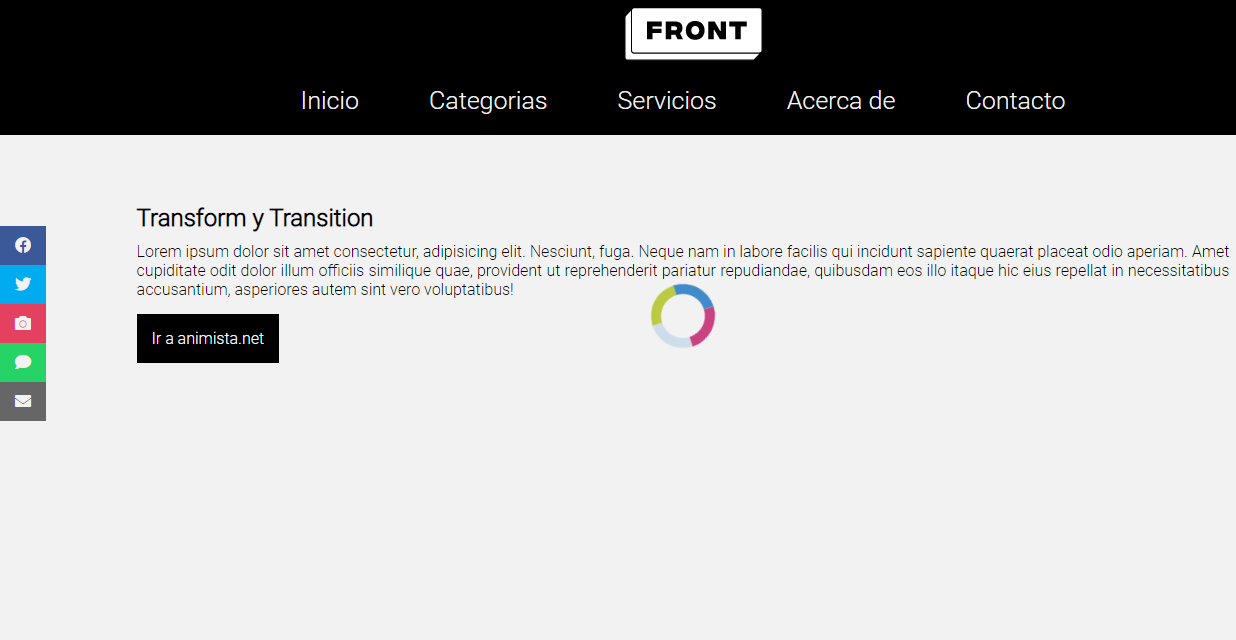 FRONT
Inicio Categorias Servicios Acerca de Contacto
Transform y Transition
Lorem ipsum dolor sit amet consectetur, adipisicing elit. Nesciunt, fuga. Neque nam in labore facilis qui incidunt sapiente quaerat placeat odio aperiam. Amet
cupiditate odit dolor illum officiis similique quae, provident ut reprehenderit pariatur repudiandae, quibusdam eos illo itaque hic eius repellat in necessitatibus
accusantium, asperiores autem sint vero voluptatibus!
Ir a animista.net